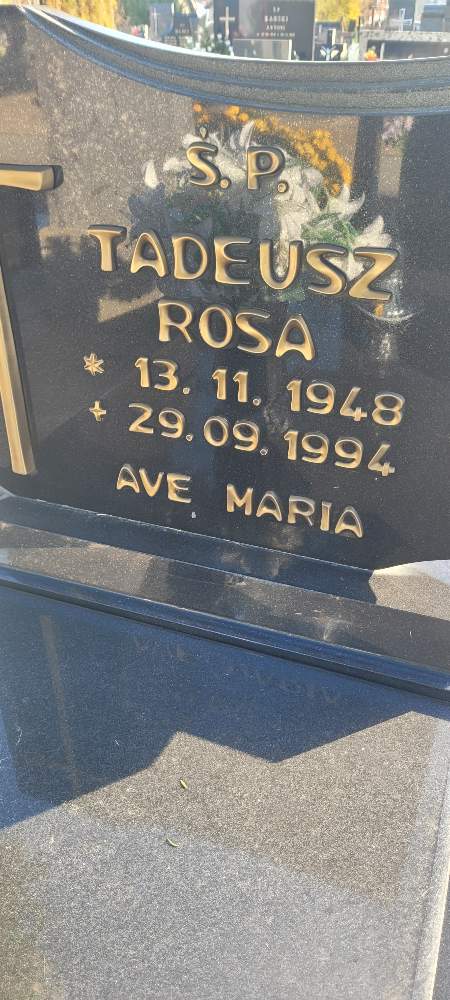 Ś. P.
TADEUSZ
ROSA
* 13. 11. 1948
+ 29. 09. 1994
AVE MARIA